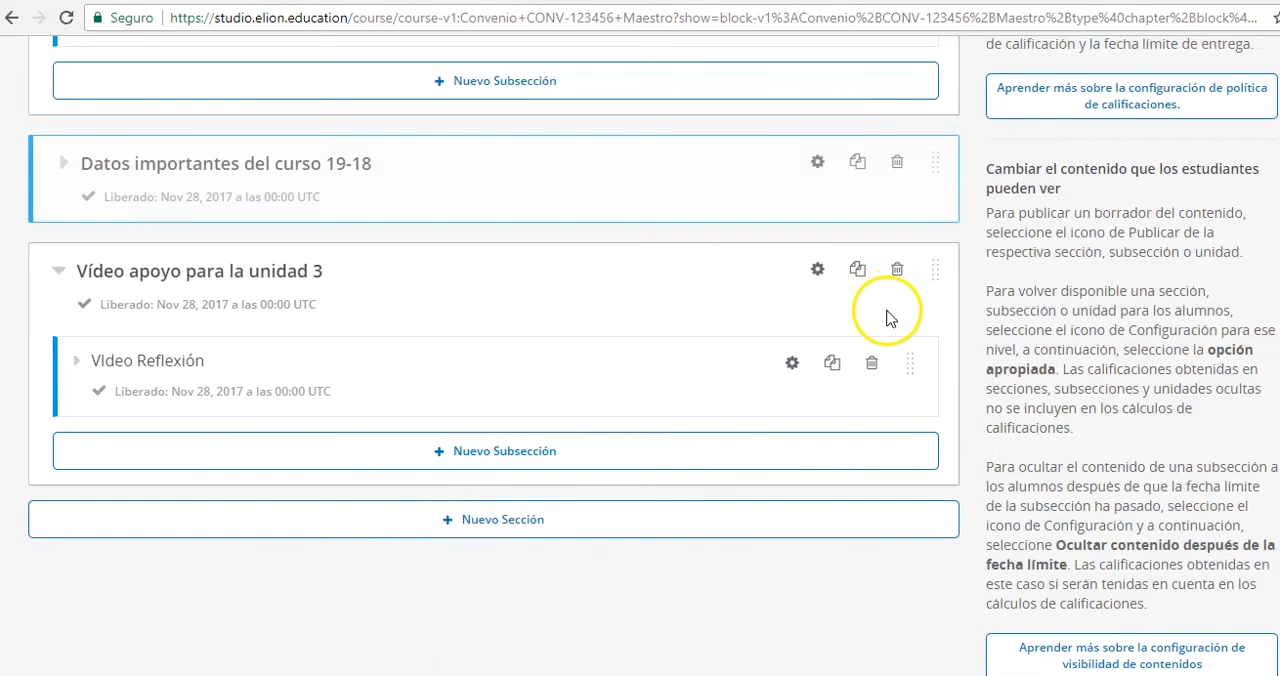 Seguro
https://studio.elion.education/course/course-v1:Convenio+CONV-123456+Maestro?show=block-v1%3AConvenio%2BCONV-123456%2BMaestro%2Btype%40chapter%2Bblock%4...
+ Nuevo Subsección
Datos importantes del curso 19-18
Liberado: Nov 28, 2017 a las 00:00 UTC
Vídeo apoyo para la unidad 3
Liberado: Nov 28, 2017 a las 00:00 UTC
VIdeo Reflexión
Liberado: Nov 28, 2017 a las 00:00 UTC
+ Nuevo Subsección
+ Nuevo Sección
de calificación y la fecha límite de entrega.
Aprender más sobre la configuración de política
de calificaciones.
Cambiar el contenido que los estudiantes
pueden ver
Para publicar un borrador del contenido,
seleccione el icono de Publicar de la
respectiva sección, subsección o unidad.
Para volver disponible una sección,
subsección o unidad para los alumnos,
seleccione el icono de Configuración para ese
nivel, a continuación, seleccione la opción
apropiada. Las calificaciones obtenidas en
secciones, subsecciones y unidades ocultas
no se incluyen en los cálculos de
calificaciones.
Para ocultar el contenido de una subsección a
los alumnos después de que la fecha límite
de la subsección ha pasado, seleccione el
icono de Configuración y a continuación,
seleccione Ocultar contenido después de la
fecha límite. Las calificaciones obtenidas en
este caso si serán tenidas en cuenta en los
cálculos de calificaciones.
Aprender más sobre la configuración de
visibilidad de contenidos